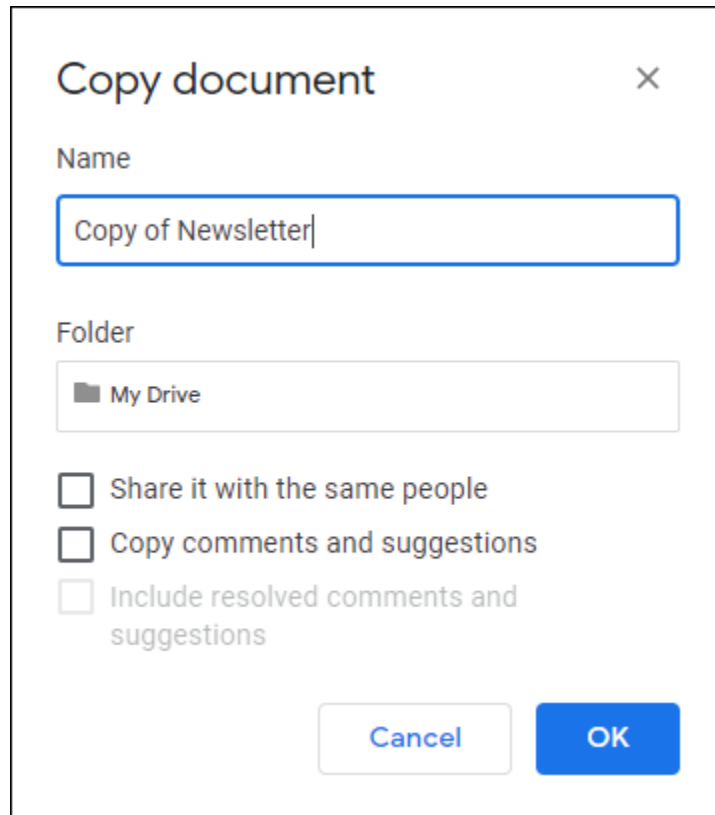 Copy document
Name
Copy of Newsletter
Folder
My Drive
Share it with the same people
Copy comments and suggestions
Include resolved comments and
suggestions
Cancel OK